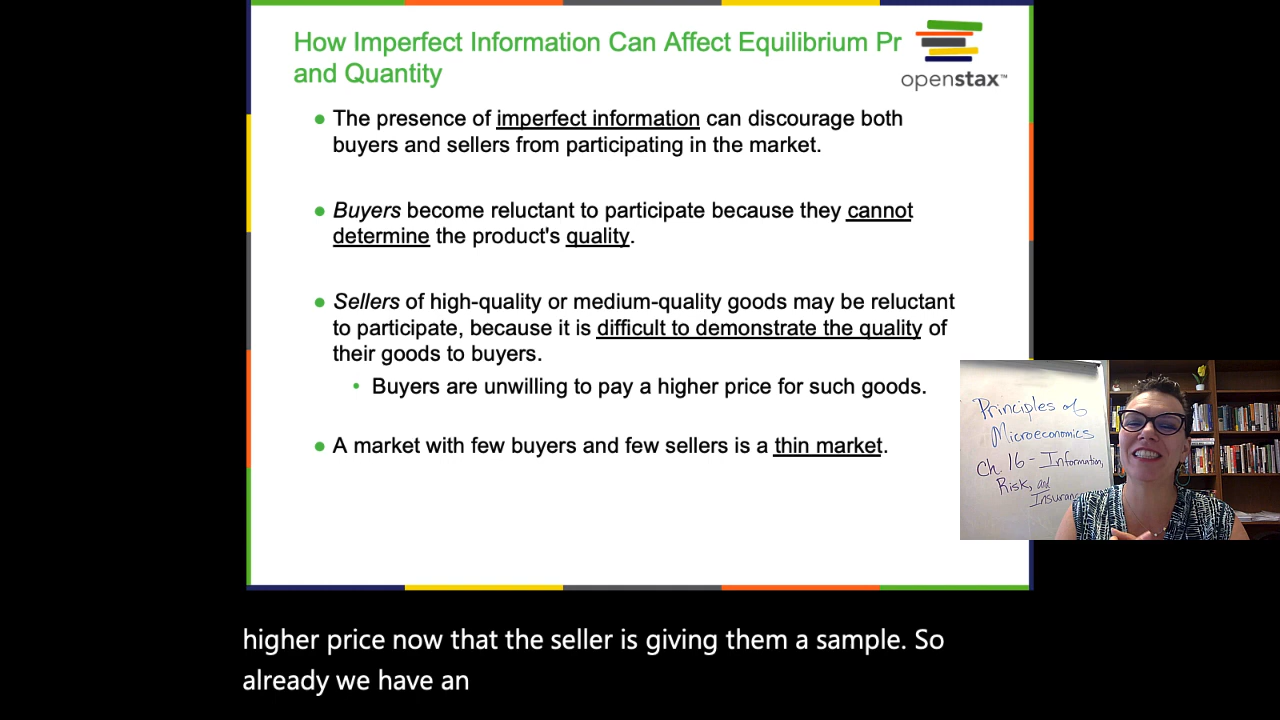 How Imperfect Information Can Affect Equilibrium Pr
and Quantity
openstax™
● The presence of imperfect information can discourage both
buyers and sellers from participating in the market.
● Buyers become reluctant to participate because they cannot
determine the product's quality.
● Sellers of high-quality or medium-quality goods may be reluctant
to participate, because it is difficult to demonstrate the quality of
their goods to buyers.
• Buyers are unwilling to pay a higher price for such goods.
● A market with few buyers and few sellers is a thin market.
Principles of
Microeconomics
Ch. 16 - Information,
Risk, and
Insuran
higher price now that the seller is giving them a sample. So
already we have an